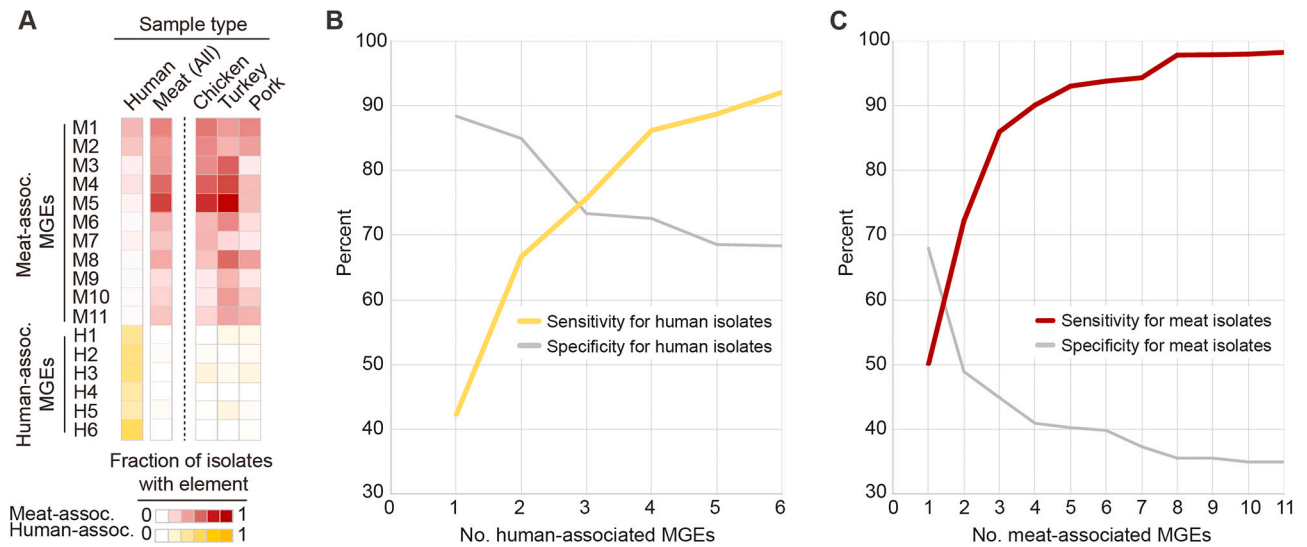 A
Sample type
Human
Meat (All)
Chicken
Turkey
Pork
Meat-assoc.
MGEs
M1
M2
M3
M4
M5
M6
M7
M8
M9
M10
M11
Human-assoc.
MGEs
H1
H2
H3
H4
H5
H6
Fraction of isolates
with element
Meat-assoc. 0 1
Human-assoc. 0 1
B
Percent
100
90
80
70
60
50
40
30
0 1 2 3 4 5 6
No. human-associated MGEs
Sensitivity for human isolates
Specificity for human isolates
C
Percent
100
90
80
70
60
50
40
30
0 1 2 3 4 5 6 7 8 9 10 11
No. meat-associated MGEs
Sensitivity for meat isolates
Specificity for meat isolates